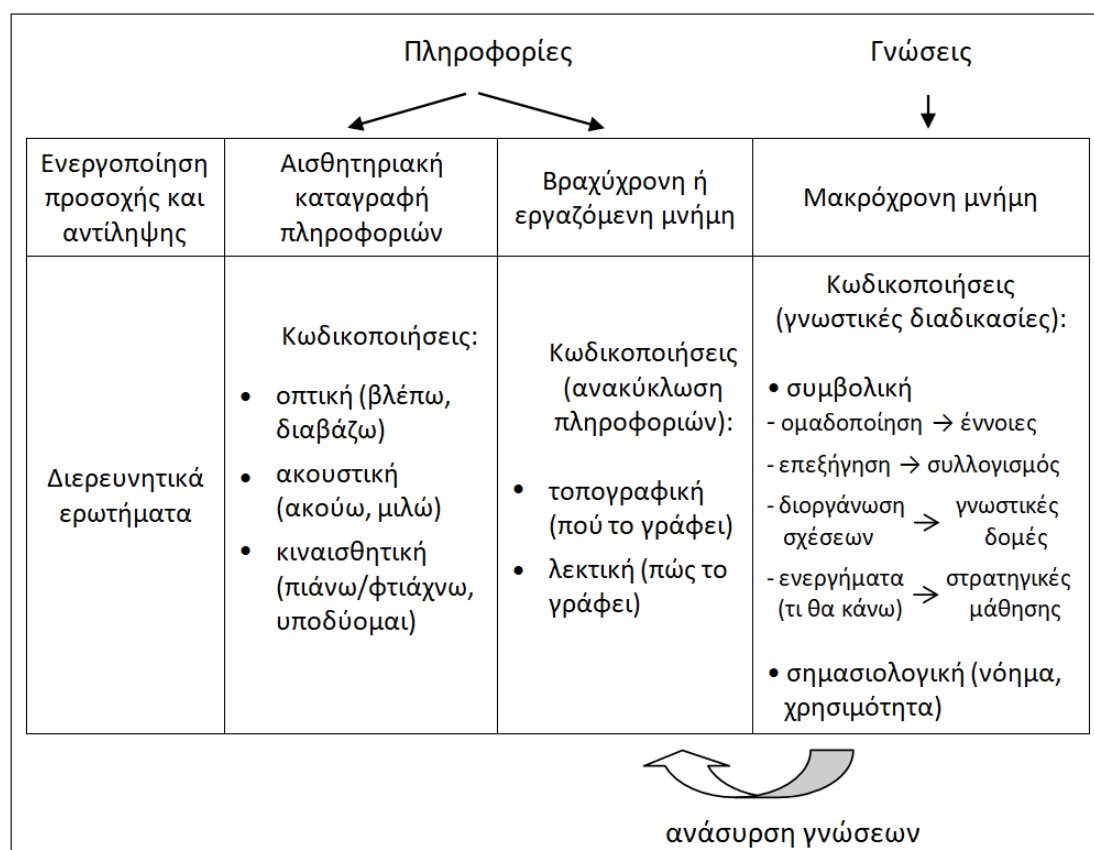 Πληροφορίες
Γνώσεις
Ενεργοποίηση
προσοχής και
αντίληψης
Αισθητηριακή
καταγραφή
πληροφοριών
Βραχύχρονη ή
εργαζόμενη μνήμη
Μακρόχρονη μνήμη
Διερευνητικά
ερωτήματα
Κωδικοποιήσεις:
• οπτική (βλέπω,
διαβάζω)
• ακουστική
(ακούω, μιλώ)
• κιναισθητική
(πιάνω/φτιάχνω,
υποδύομαι)
Κωδικοποιήσεις
(ανακύκλωση
πληροφοριών):
• τοπογραφική
(πού το γράφει)
• λεκτική (πώς το
γράφει)
Κωδικοποιήσεις
(γνωστικές διαδικασίες):
• συμβολική
- ομαδοποίηση → έννοιες
- επεξήγηση → συλλογισμός
- διοργάνωση → γνωστικές
σχέσεων δομές
- ενεργήματα → στρατηγικές
(τι θα κάνω) μάθησης
• σημασιολογική (νόημα,
χρησιμότητα)
ανάσυρση γνώσεων